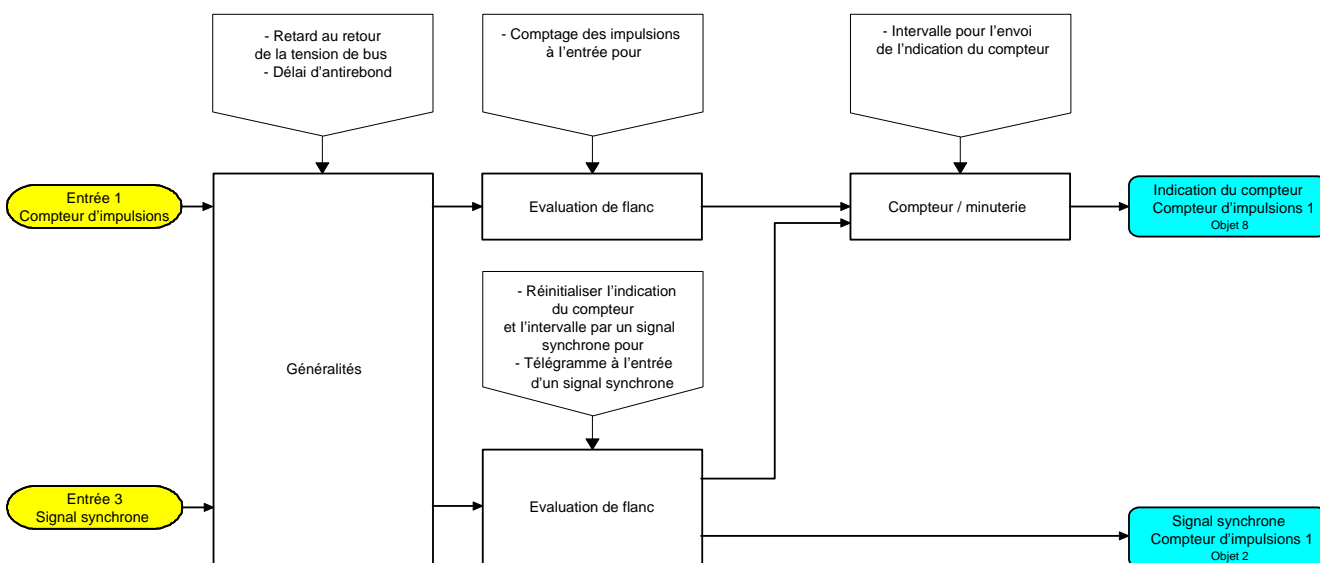 - Retard au retour
de la tension de bus
- Délai d'antirebond
- Comptage des impulsions
à l'entrée pour
- Intervalle pour l'envoi
de l'ndication du compteur
Entrée 1
Compteur d'impulsions
Evaluation de flanc
Compteur / minuterie
Indication du compteur
Compteur d'impulsions 1
Objet 8
- Réinitialiser l'indication
du compteur
et l'intervalle par un signal
synchrone pour
- Télégramme à l'entrée
d'un signal synchrone
Généralités
Entrée 3
Signal synchrone
Evaluation de flanc
Signal synchrone
Compteur d'impulsions 1
Objet 2